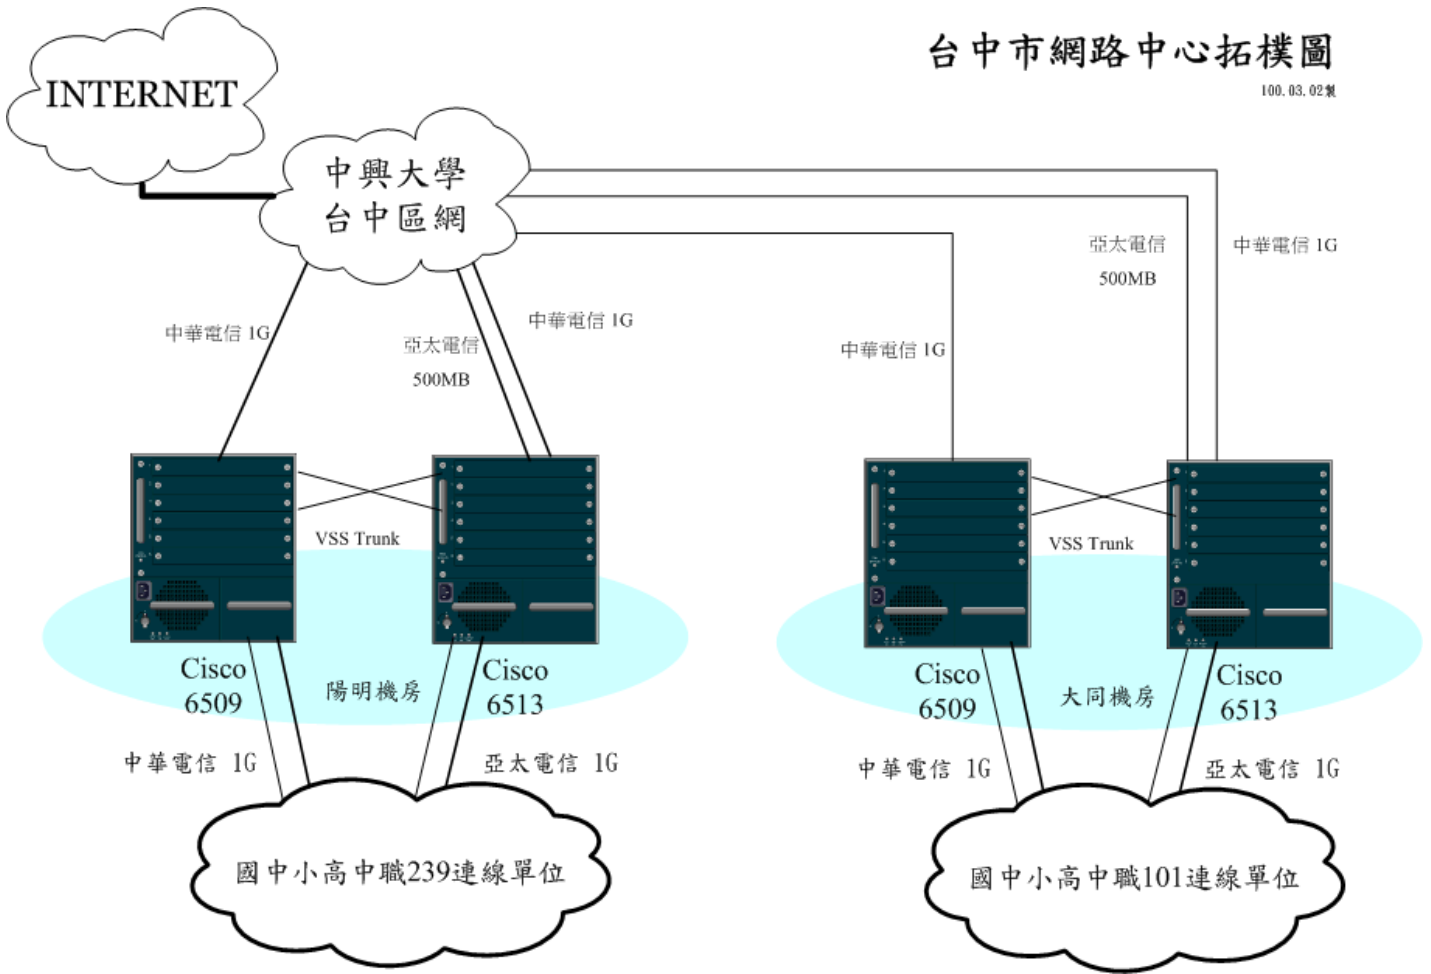 台中市網路中心拓樸圖
100.03.02製
INTERNET
中興大學
台中區網
中華電信 1G
亞太電信
500MB
中華電信 1G
中華電信 1G
亞太電信
500MB
中華電信 1G
VSS Trunk
VSS Trunk
Cisco
6509
陽明機房
Cisco
6513
Cisco
6509
大同機房
Cisco
6513
中華電信 1G
亞太電信 1G
中華電信 1G
亞太電信 1G
國中小高中職239連線單位
國中小高中職101連線單位